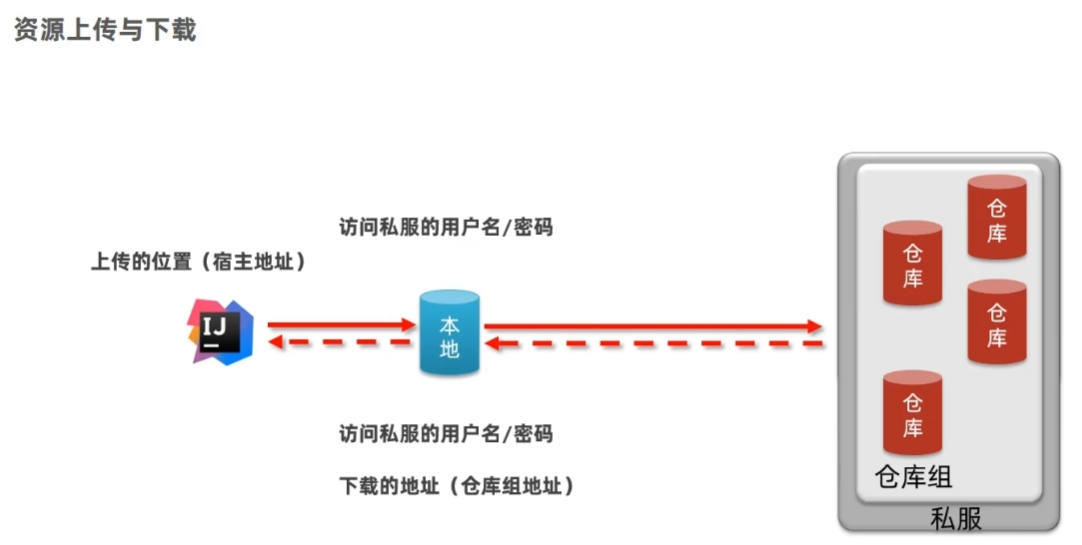 资源上传与下载
访问私服的用户名/密码
上传的位置（宿主地址）
IJ
本
地
访问私服的用户名/密码
下载的地址（仓库组地址）
仓
库
仓
库
仓
库
仓
库
仓库组
私服